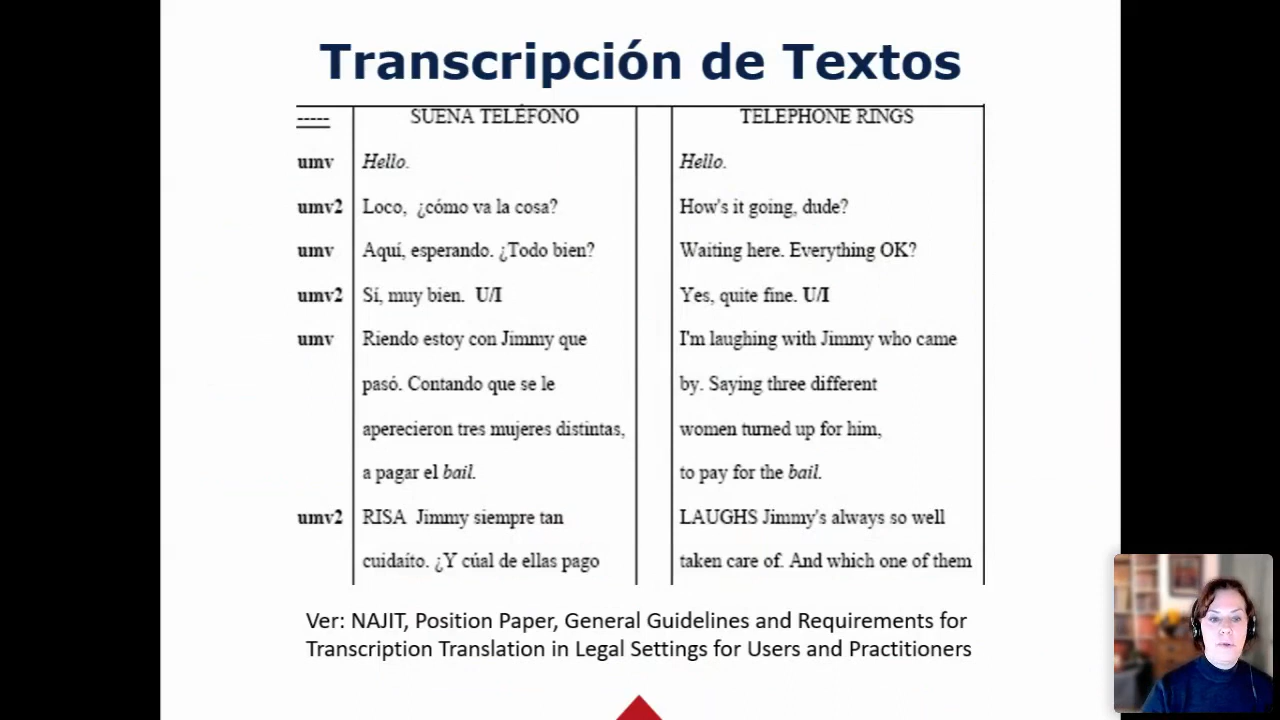 Transcripción de Textos
----- SUENA TELÉFONO TELEPHONE RINGS
umv Hello. Hello.
umv2 Loco, ¿cómo va la cosa? How's it going, dude?
umv Aquí, esperando. ¿Todo bien? Waiting here. Everything OK?
umv2 Sí, muy bien. U/I Yes, quite fine. U/I
umv Riendo estoy con Jimmy que I'm laughing with Jimmy who came
pasó. Contando que se le by. Saying three different
aperecieron tres mujeres distintas, women turned up for him,
a pagar el bail. to pay for the bail.
umv2 RISA Jimmy siempre tan LAUGHS Jimmy's always so well
cuidaíto. ¿Y cúal de ellas pago taken care of. And which one of them
Ver: NAJIT, Position Paper, General Guidelines and Requirements for
Transcription Translation in Legal Settings for Users and Practitioners